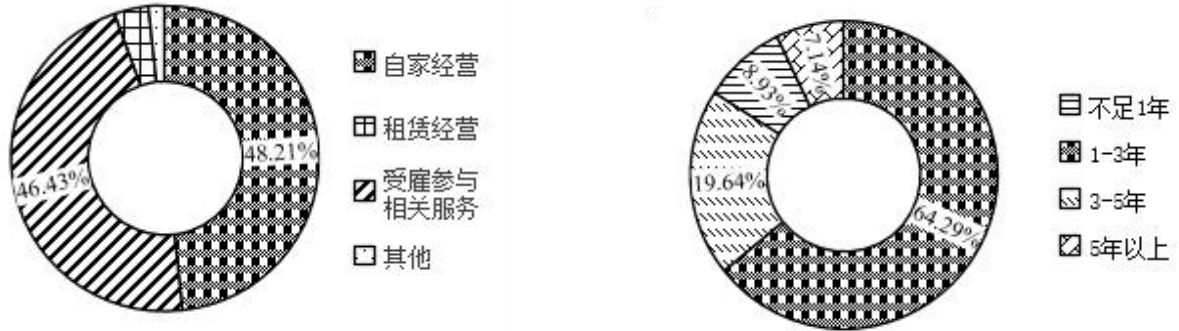 自家经营
租赁经营
48.21%
受雇参与
相关服务
46.43%
其他
7.14%
8.93%
不足1年
1-3年
19.64%
3-5年
64.29%
5年以上